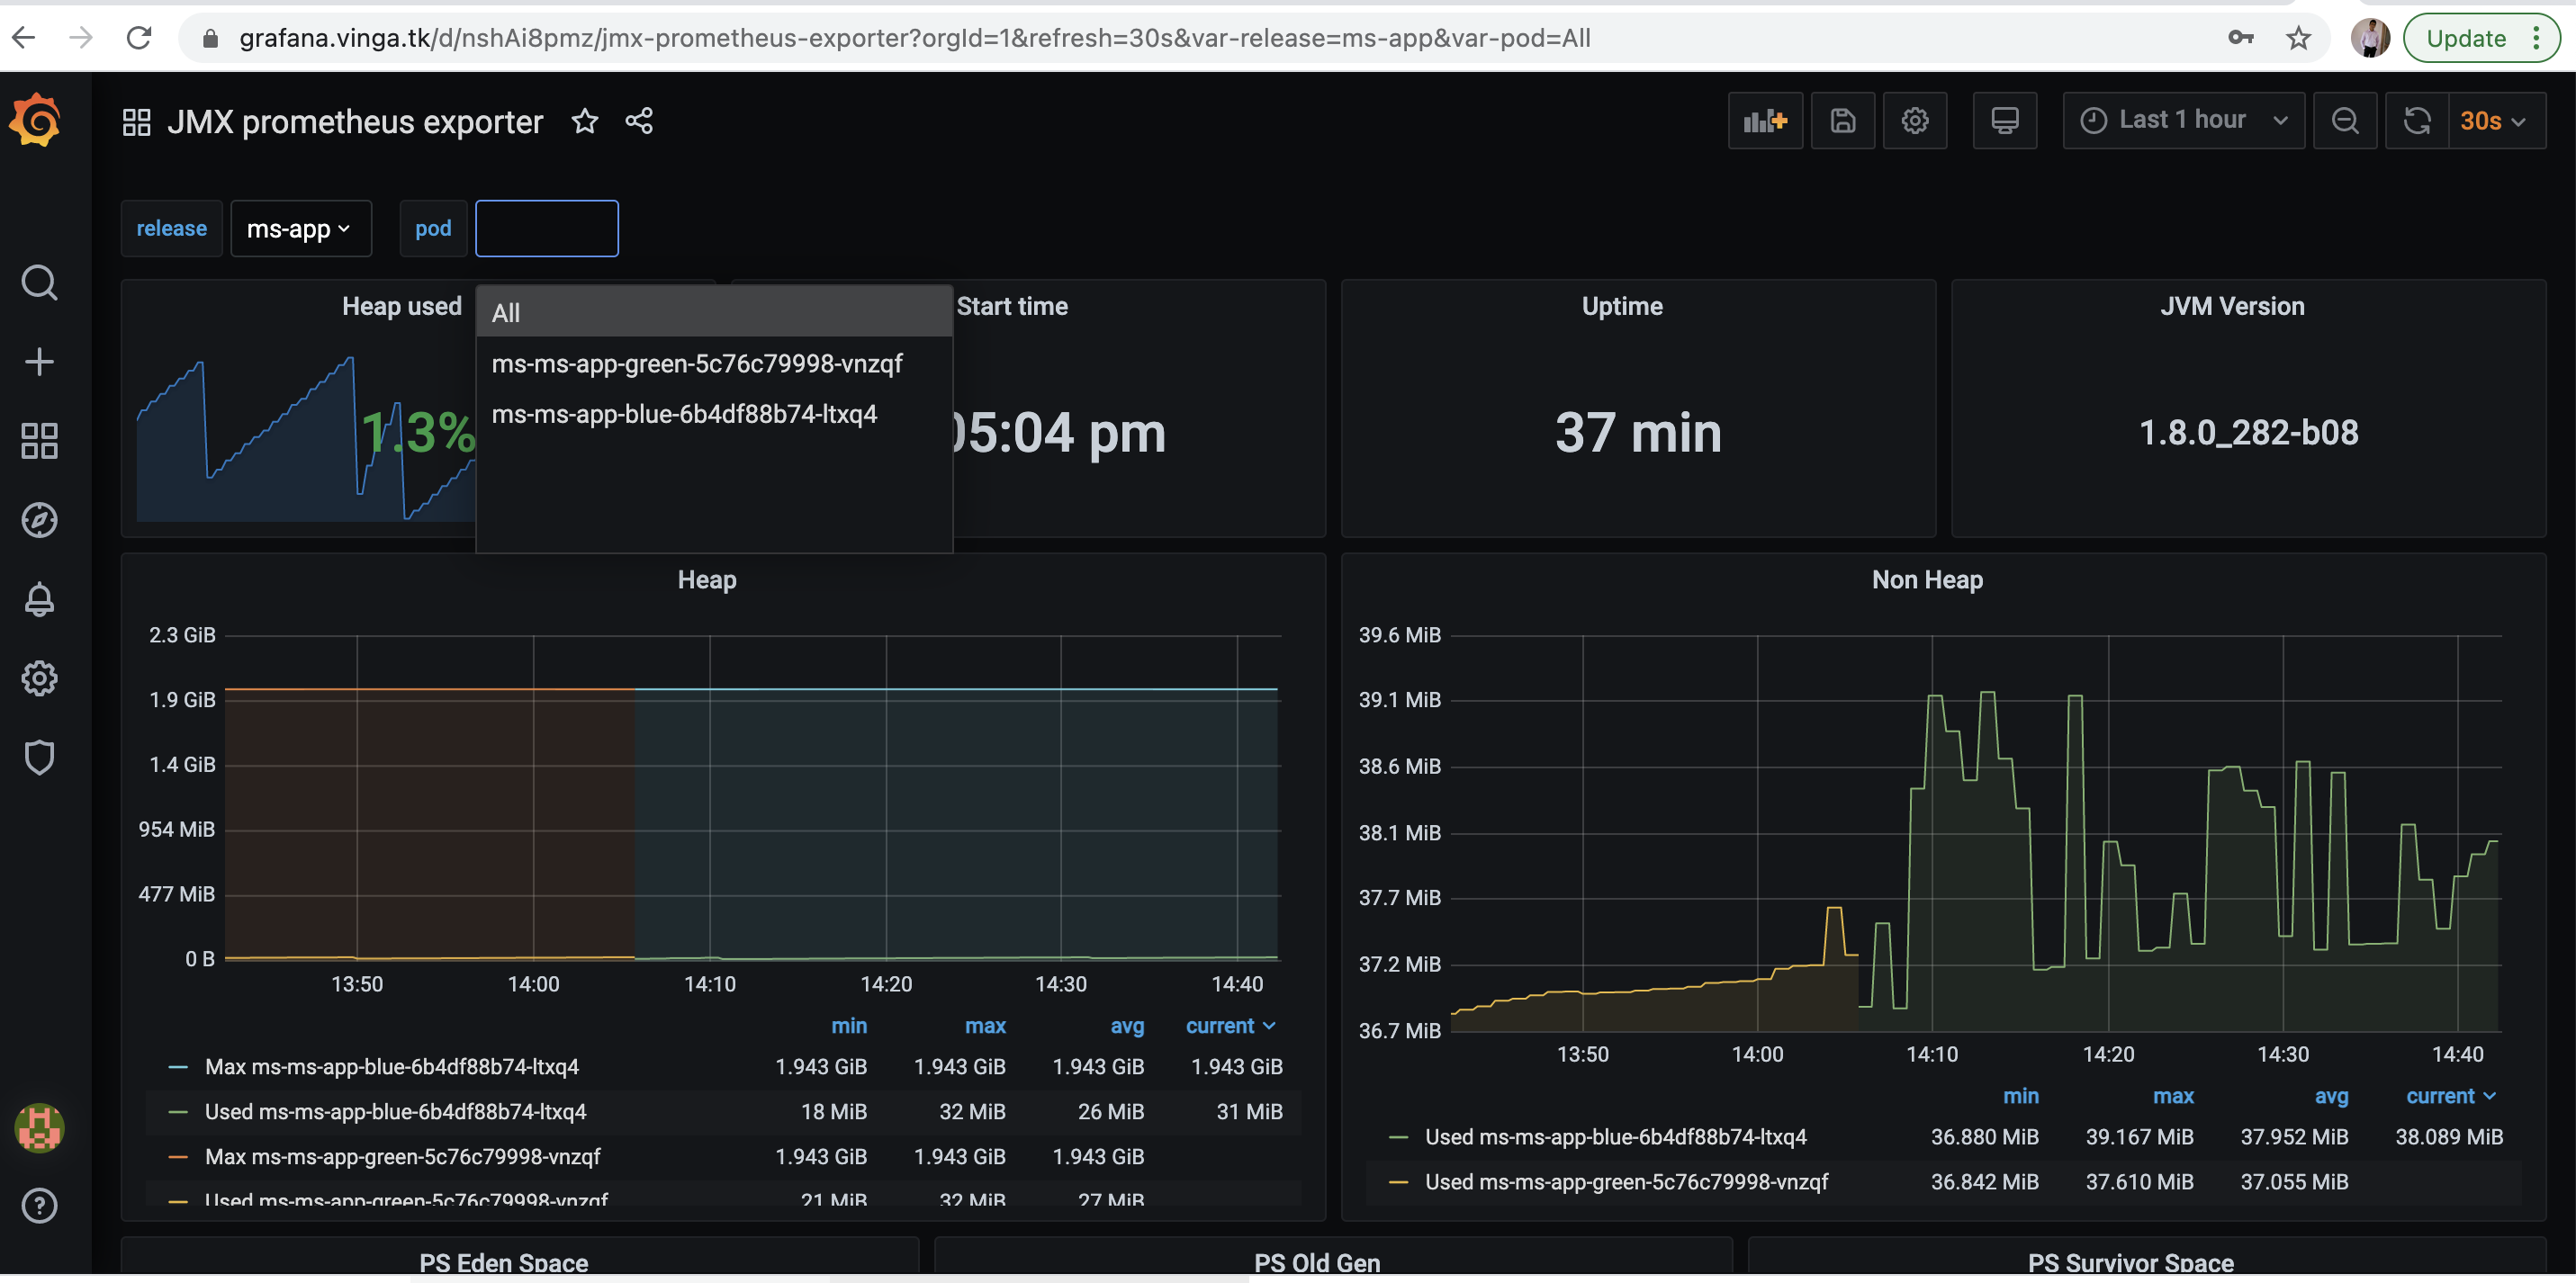 grafana.vinga.tk/d/nshAi8pmz/jmx-prometheus-exporter?orgId=1&refresh=30s&var-release=ms-app&var-pod=All
Update
JMX prometheus exporter
Last 1 hour
30s
release ms-app pod
Heap used
Start time
Uptime
JVM Version
All
ms-ms-app-green-5c76c79998-vnzqf
ms-ms-app-blue-6b4df88b74-ltxq4
1.3%
05:04 pm
37 min
1.8.0_282-b08
Heap
2.3 GiB
1.9 GiB
1.4 GiB
954 MiB
477 MiB
0 B
13:50 14:00 14:10 14:20 14:30 14:40
min max avg current
Max ms-ms-app-blue-6b4df88b74-ltxq4 1.943 GiB 1.943 GiB 1.943 GiB 1.943 GiB
Used ms-ms-app-blue-6b4df88b74-ltxq4 18 MiB 32 MiB 26 MiB 31 MiB
Max ms-ms-app-green-5c76c79998-vnzqf 1.943 GiB 1.943 GiB 1.943 GiB
Used ms-ms-app-green-5c76c79998-vnzqf 21 MiB 32 MiB 27 MiB
Non Heap
39.6 MiB
39.1 MiB
38.6 MiB
38.1 MiB
37.7 MiB
37.2 MiB
36.7 MiB
13:50 14:00 14:10 14:20 14:30 14:40
min max avg current
Used ms-ms-app-blue-6b4df88b74-ltxq4 36.880 MiB 39.167 MiB 37.952 MiB 38.089 MiB
Used ms-ms-app-green-5c76c79998-vnzqf 36.842 MiB 37.610 MiB 37.055 MiB
PS Eden Space
PS Old Gen
PS Survivor Space